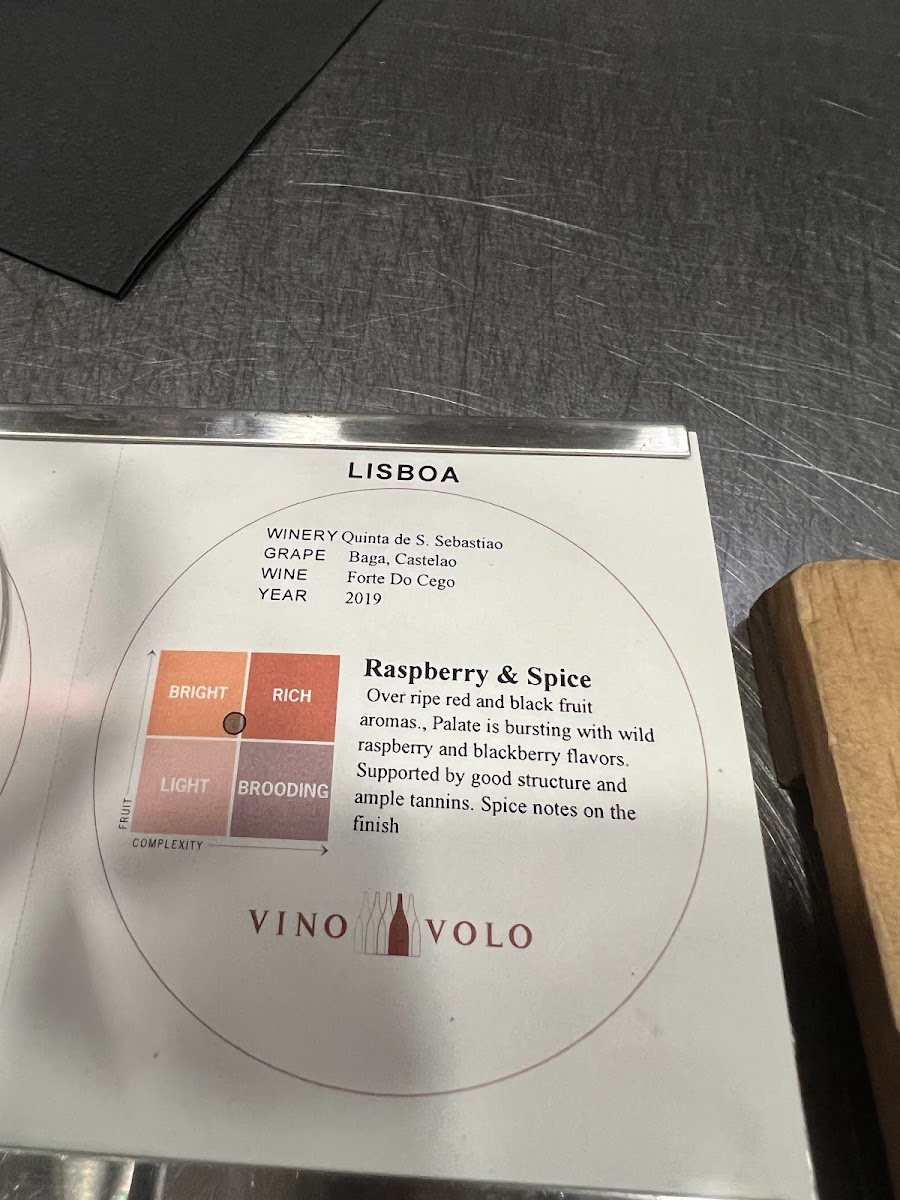 LISBOA
WINERY Quinta de S. Sebastiao
GRAPE Baga, Castelao
WINE Forte Do Cego
YEAR 2019
BRIGHT RICH
LIGHT BROODING
FRUIT
COMPLEXITY
Raspberry & Spice
Over ripe red and black fruit
aromas., Palate is bursting with wild
raspberry and blackberry flavors.
Supported by good structure and
ample tannins. Spice notes on the
finish
VINO VOLO